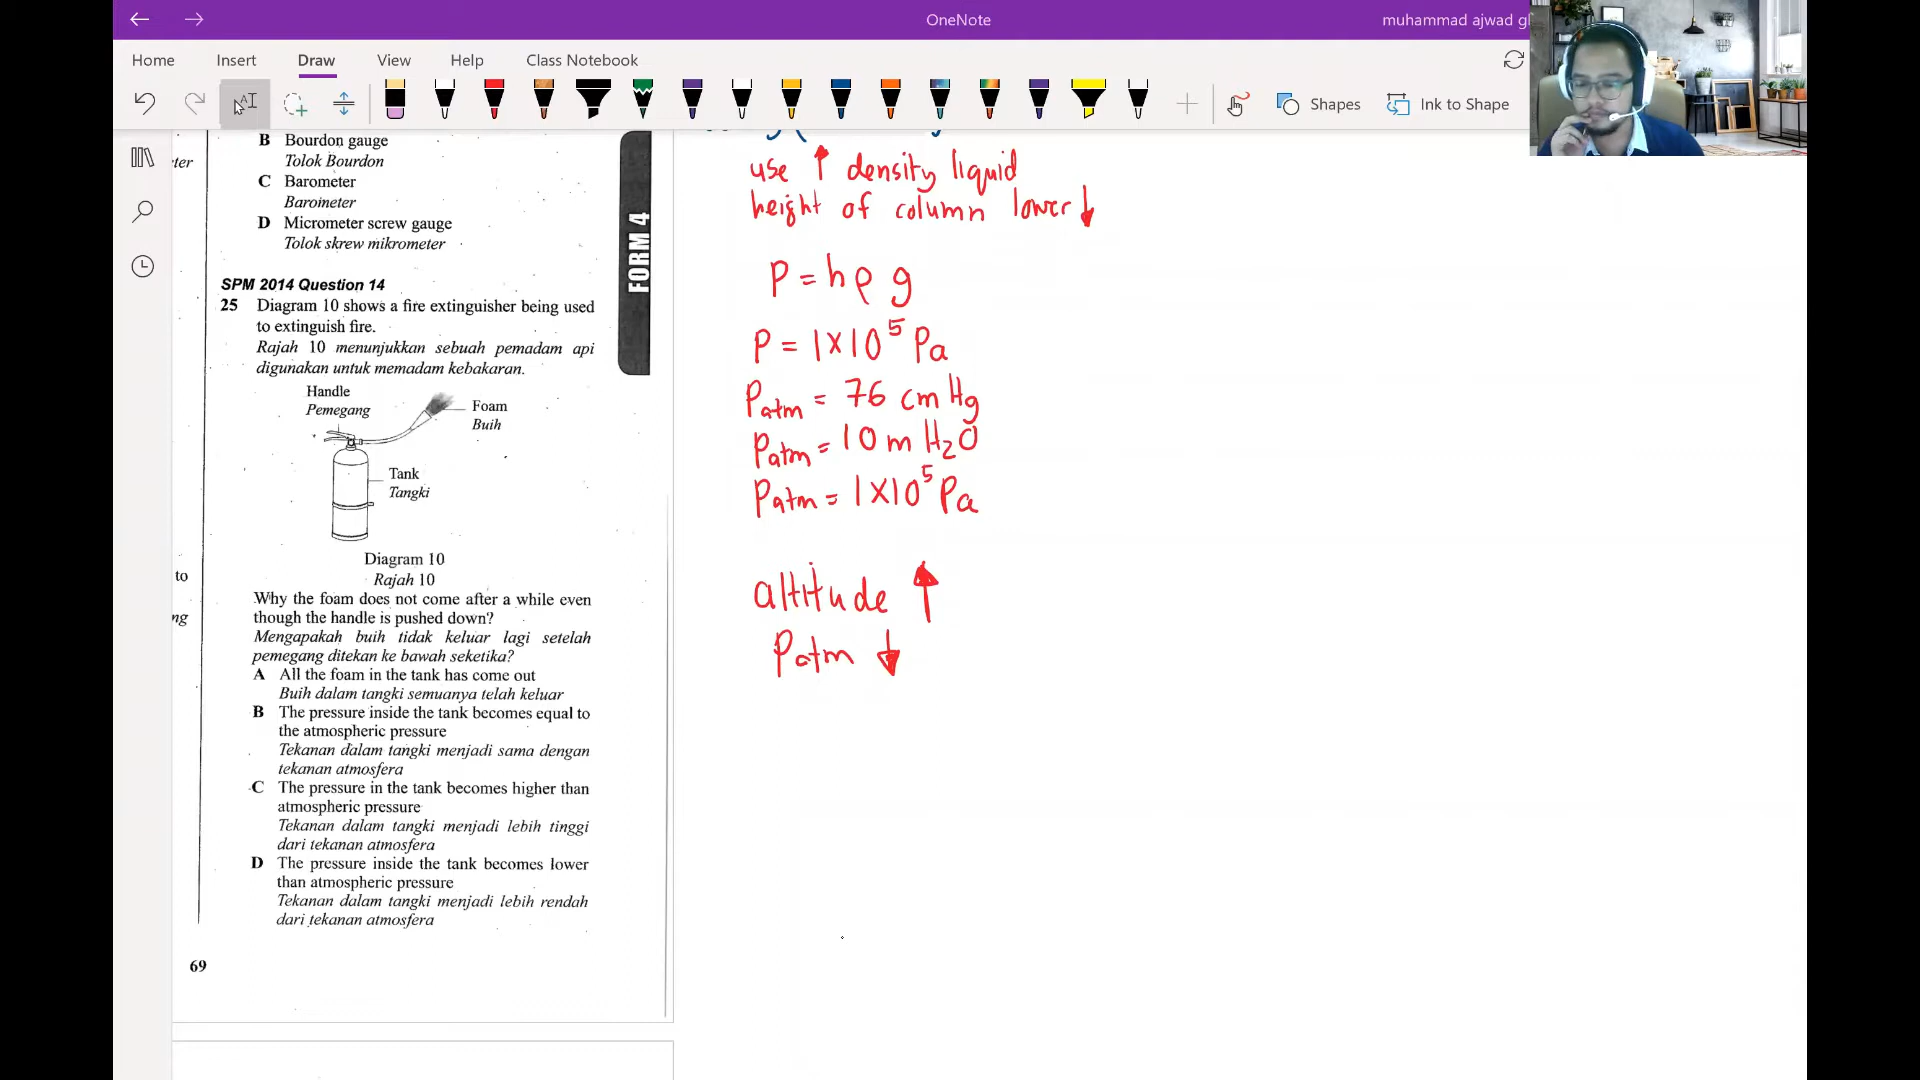 OneNote
muhammad ajwad gh
Home
Insert
Draw
View
Help
Class Notebook
Shapes
Ink to Shape
ter
B Bourdon gauge
Tolok Bourdon
C Barometer
Barometer
D Micrometer screw gauge
Tolok skrew mikrometer
FORM 4
SPM 2014 Question 14
25 Diagram 10 shows a fire extinguisher being used
to extinguish fire.
Rajah 10 menunjukkan sebuah pemadam api
digunakan untuk memadam kebakaran.
Handle
Pemegang
Foam
Buih
Tank
Tangki
Diagram 10
Rajah 10
to
ng
Why the foam does not come after a while even
though the handle is pushed down?
Mengapakah buih tidak keluar lagi setelah
pemegang ditekan ke bawah seketika?
A All the foam in the tank has come out
Buih dalam tangki semuanya telah keluar
B The pressure inside the tank becomes equal to
the atmospheric pressure
Tekanan dalam tangki menjadi sama dengan
tekanan atmosfera
C The pressure in the tank becomes higher than
atmospheric pressure
Tekanan dalam tangki menjadi lebih tinggi
dari tekanan atmosfera
D The pressure inside the tank becomes lower
than atmospheric pressure
Tekanan dalam tangki menjadi lebih rendah
dari tekanan atmosfera
69
use ↑ density liquid
height of column lower ↓
P = hρg
P = 1×10⁵ Pa
Patm = 76 cm Hg
Patm = 10 m H₂O
Patm = 1×10⁵ Pa
altitude ↑
Patm ↓